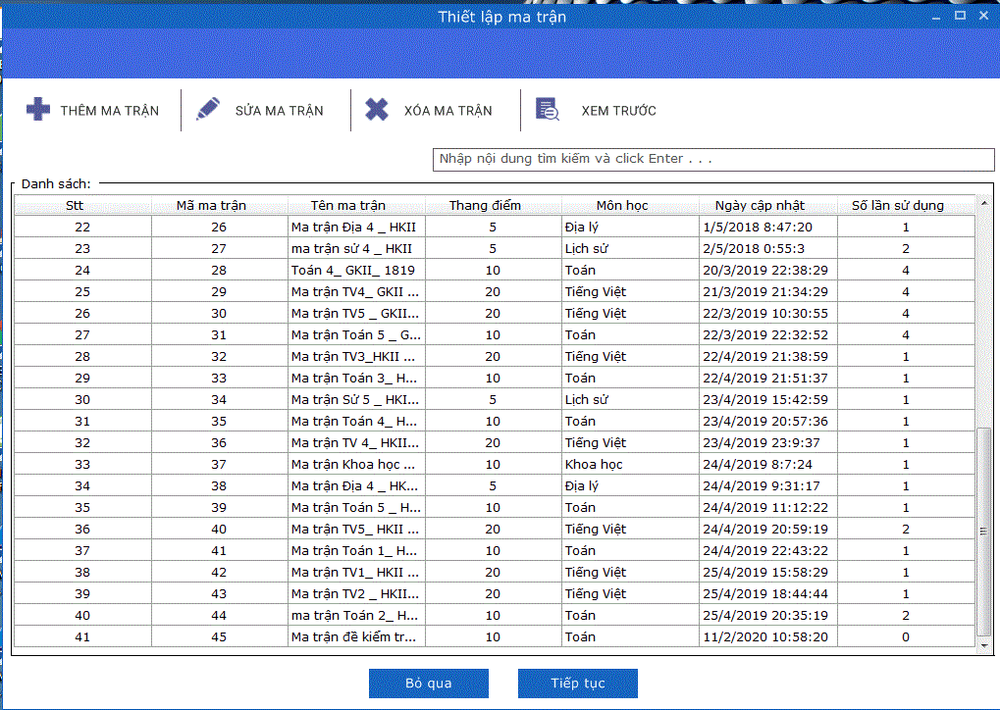 Thiết lập ma trận
THÊM MA TRẬN SỬA MA TRẬN XÓA MA TRẬN XEM TRƯỚC
Nhập nội dung tìm kiếm và click Enter . . .
Danh sách:
Stt Mã ma trận Tên ma trận Thang điểm Môn học Ngày cập nhật Số lần sử dụng
22 26 Ma trận Địa 4 _ HKII 5 Địa lý 1/5/2018 8:47:20 1
23 27 ma trận sử 4 _ HKII 5 Lịch sử 2/5/2018 0:55:3 2
24 28 Toán 4_ GKII_ 1819 10 Toán 20/3/2019 22:38:29 4
25 29 Ma trận TV4_ GKII ... 20 Tiếng Việt 21/3/2019 21:34:29 4
26 30 Ma trận TV5 _ GKII... 20 Tiếng Việt 22/3/2019 10:30:55 4
27 31 Ma trận Toán 5 _ G... 10 Toán 22/3/2019 22:32:52 4
28 32 Ma trận TV3_HKII ... 20 Tiếng Việt 22/4/2019 21:38:59 1
29 33 Ma trận Toán 3_ H... 10 Toán 22/4/2019 21:51:37 1
30 34 Ma trận Sử 5 _ HKI... 5 Lịch sử 23/4/2019 15:42:59 1
31 35 Ma trận Toán 4_ H... 10 Toán 23/4/2019 20:57:36 1
32 36 Ma trận TV 4_ HKII... 20 Tiếng Việt 23/4/2019 23:9:37 1
33 37 Ma trận Khoa học ... 10 Khoa học 24/4/2019 8:7:24 1
34 38 Ma trận Địa 4 _ HK... 5 Địa lý 24/4/2019 9:31:17 1
35 39 Ma trận Toán 5 _ H... 10 Toán 24/4/2019 11:12:22 1
36 40 Ma trận TV5_ HKII ... 20 Tiếng Việt 24/4/2019 20:59:19 2
37 41 Ma trận Toán 1_ H... 10 Toán 24/4/2019 22:43:22 1
38 42 Ma trận TV1_ HKII ... 20 Tiếng Việt 25/4/2019 15:58:29 1
39 43 Ma trận TV2 _ HKII... 20 Tiếng Việt 25/4/2019 18:44:44 1
40 44 ma trận Toán 2_ H... 10 Toán 25/4/2019 20:35:19 2
41 45 Ma trận đề kiểm tr... 10 Toán 11/2/2020 10:58:20 0
Bỏ qua Tiếp tục